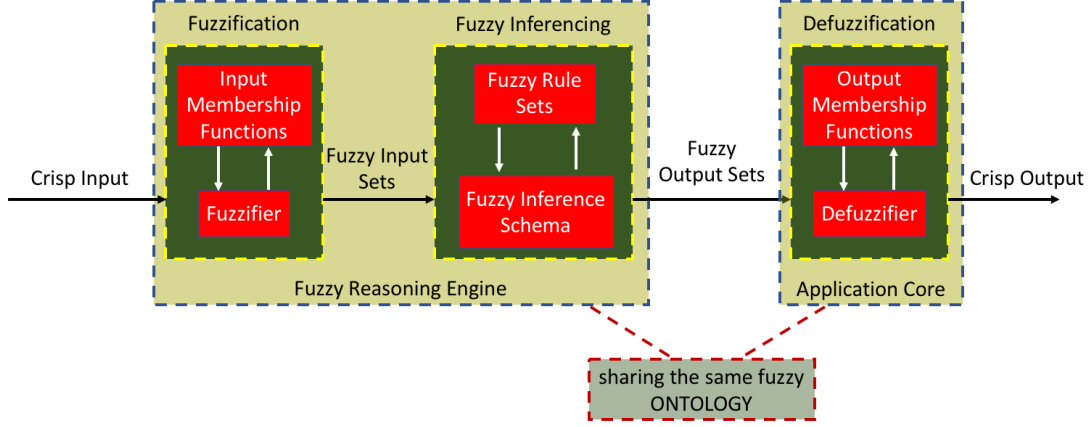 Fuzzification
Fuzzy Inferencing
Defuzzification
Input
Membership
Functions
Fuzzy Rule
Sets
Output
Membership
Functions
Crisp Input
Fuzzy Input
Sets
Fuzzy
Output Sets
Crisp Output
Fuzzifier
Fuzzy Inference
Schema
Defuzzifier
Fuzzy Reasoning Engine
Application Core
sharing the same fuzzy
ONTOLOGY